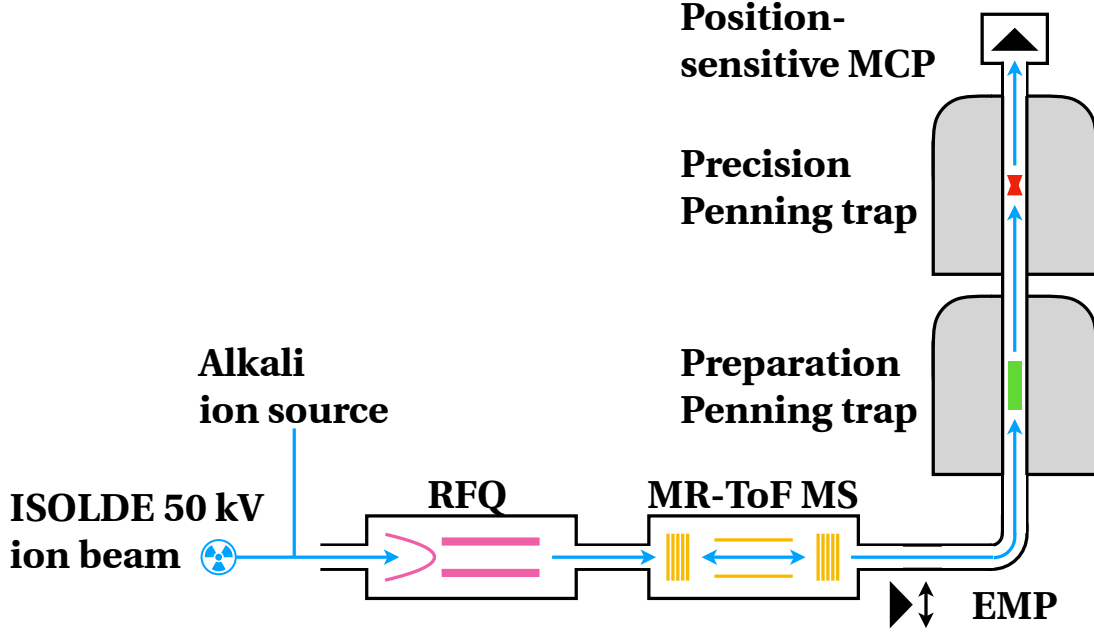 Position-
sensitive MCP
Precision
Penning trap
Preparation
Penning trap
Alkali
ion source
ISOLDE 50 kV
ion beam
RFQ
MR-ToF MS
EMP